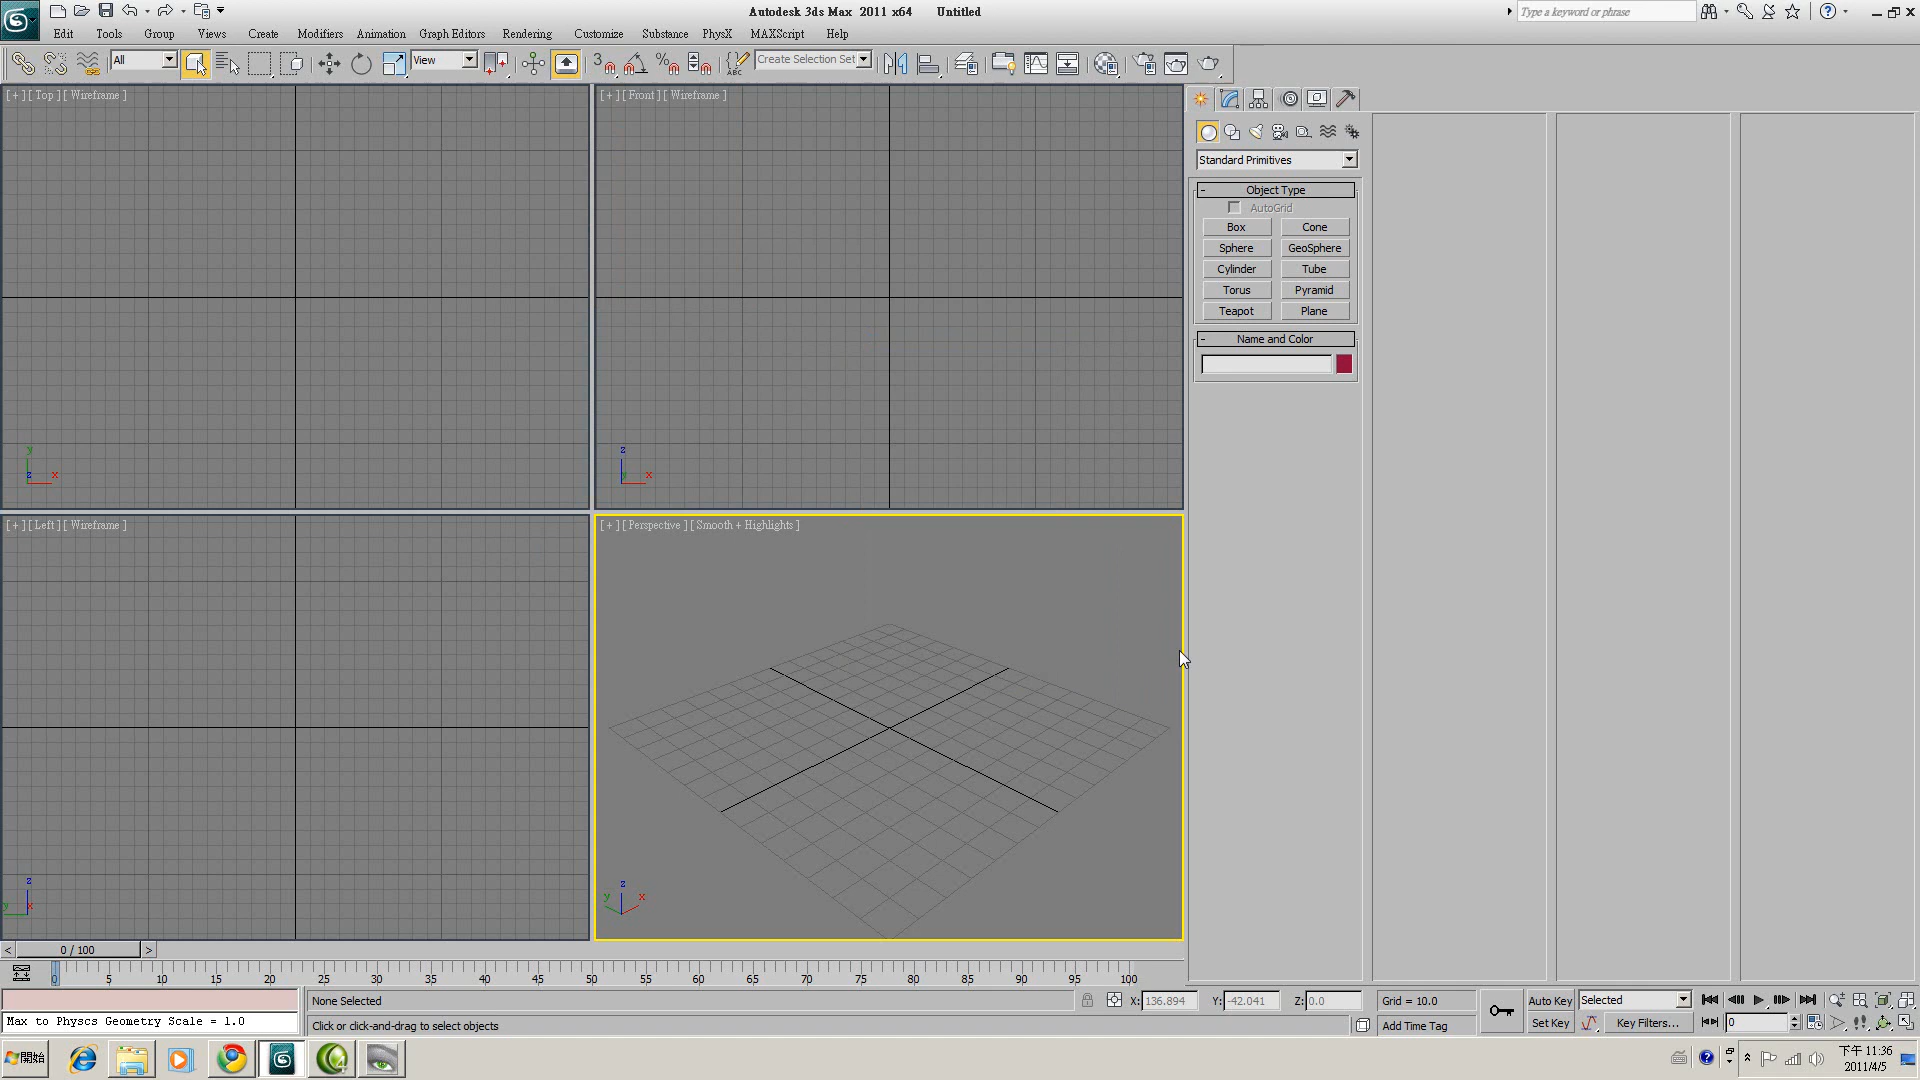 Autodesk 3ds Max 2011 x64 Untitled
Type a keyword or phrase
Edit Tools Group Views Create Modifiers Animation Graph Editors Rendering Customize Substance PhysX MAXScript Help
All View 3 % ABC Create Selection Set
[ + ] [ Top ] [ Wireframe ]
[ + ] [ Front ] [ Wireframe ]
Standard Primitives
- Object Type
AutoGrid
Box Cone
Sphere GeoSphere
Cylinder Tube
Torus Pyramid
Teapot Plane
- Name and Color
y z x
z y x
[ + ] [ Left ] [ Wireframe ]
[ + ] [ Perspective ] [ Smooth + Highlights ]
z y x
z y x
< 0 / 100 >
0 5 10 15 20 25 30 35 40 45 50 55 60 65 70 75 80 85 90 95 100
None Selected X: 136.894 Y: -42.041 Z: 0.0 Grid = 10.0 Auto Key Selected
Max to Physcs Geometry Scale = 1.0 Click or click-and-drag to select objects Add Time Tag Set Key Key Filters... 0
開始
下午 11:36
2011/4/5